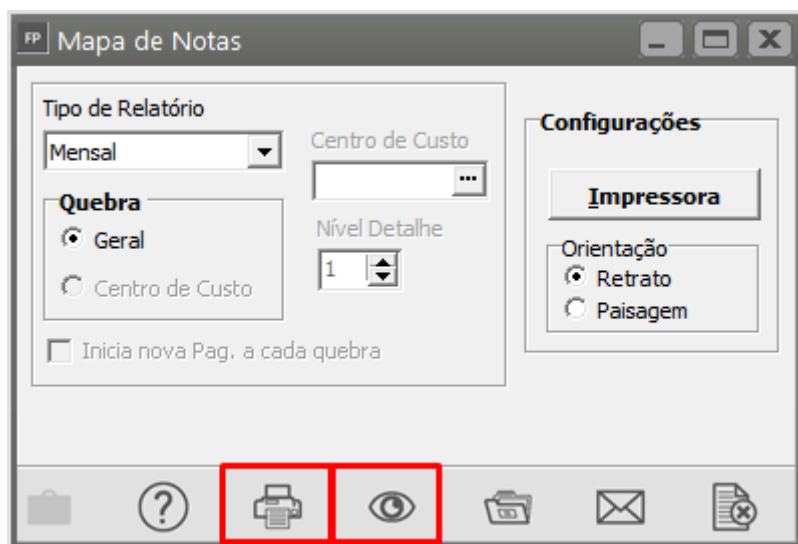 FP Mapa de Notas
Tipo de Relatório
Mensal
Centro de Custo
...
Quebra
Geral
Centro de Custo
Nível Detalhe
1
Inicia nova Pag. a cada quebra
Configurações
Impressora
Orientação
Retrato
Paisagem
?